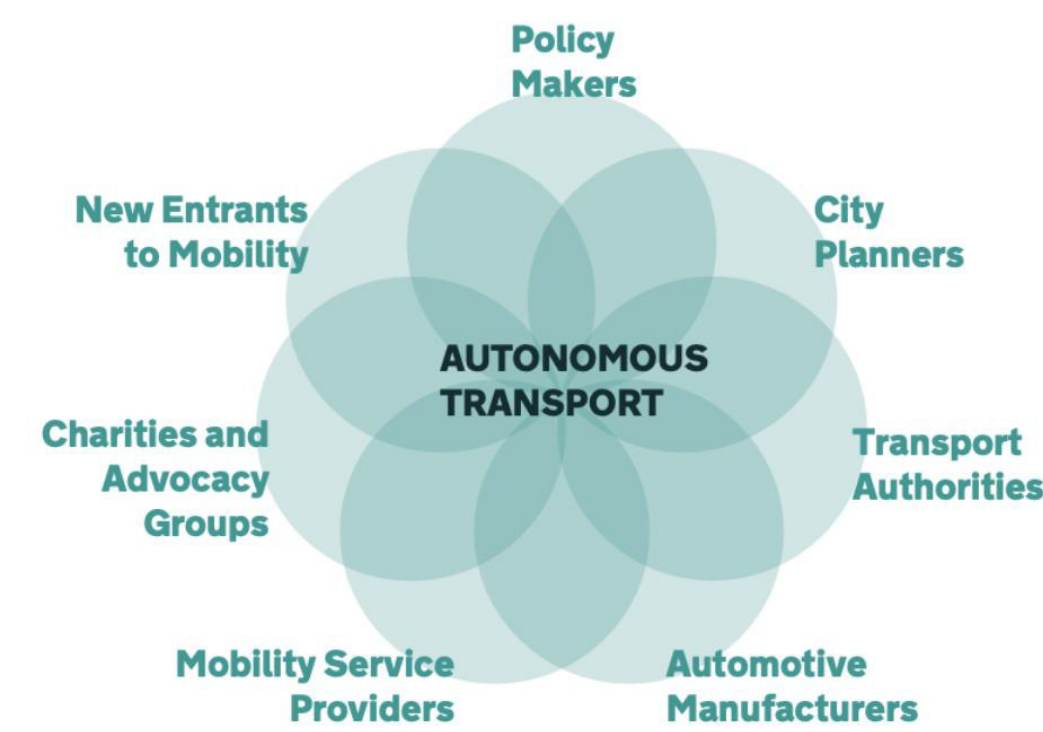 Policy
Makers
New Entrants
to Mobility
City
Planners
AUTONOMOUS
TRANSPORT
Charities and
Advocacy
Groups
Transport
Authorities
Mobility Service
Providers
Automotive
Manufacturers